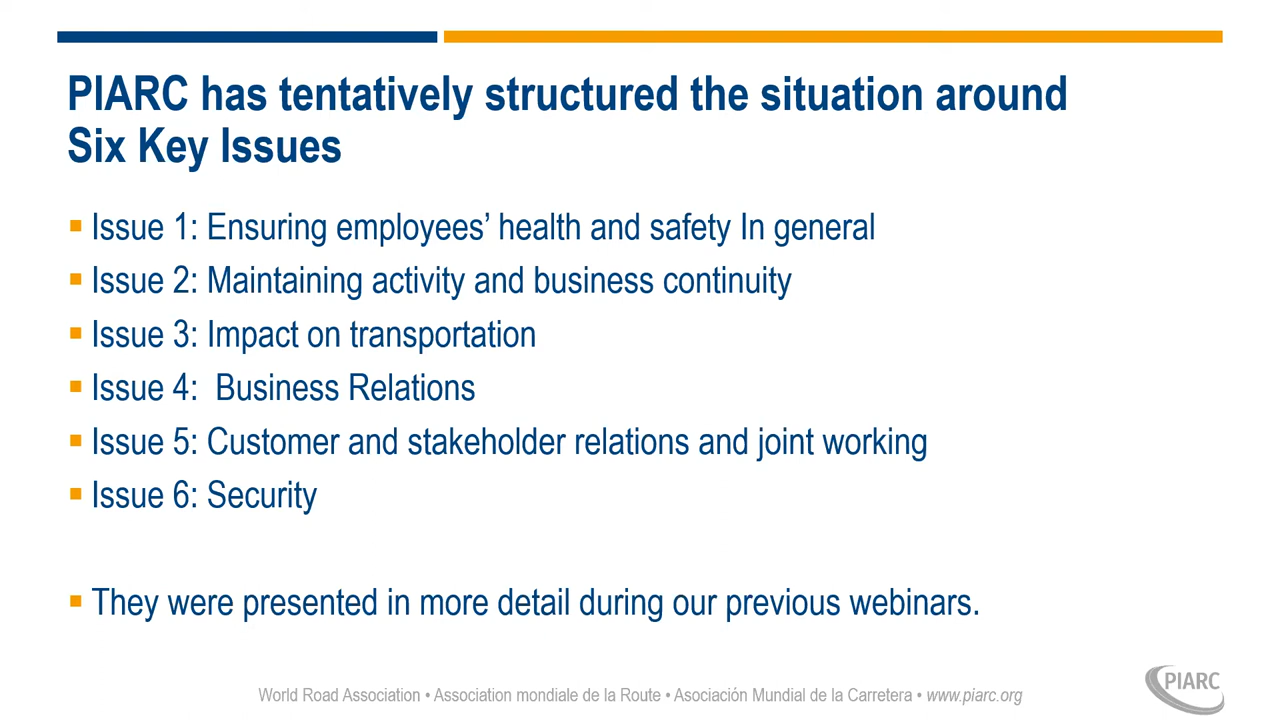 PIARC has tentatively structured the situation around
Six Key Issues
Issue 1: Ensuring employees’ health and safety In general
Issue 2: Maintaining activity and business continuity
Issue 3: Impact on transportation
Issue 4:  Business Relations
Issue 5: Customer and stakeholder relations and joint working
Issue 6: Security
They were presented in more detail during our previous webinars.
World Road Association • Association mondiale de la Route • Asociación Mundial de la Carretera • www.piarc.org
PIARC